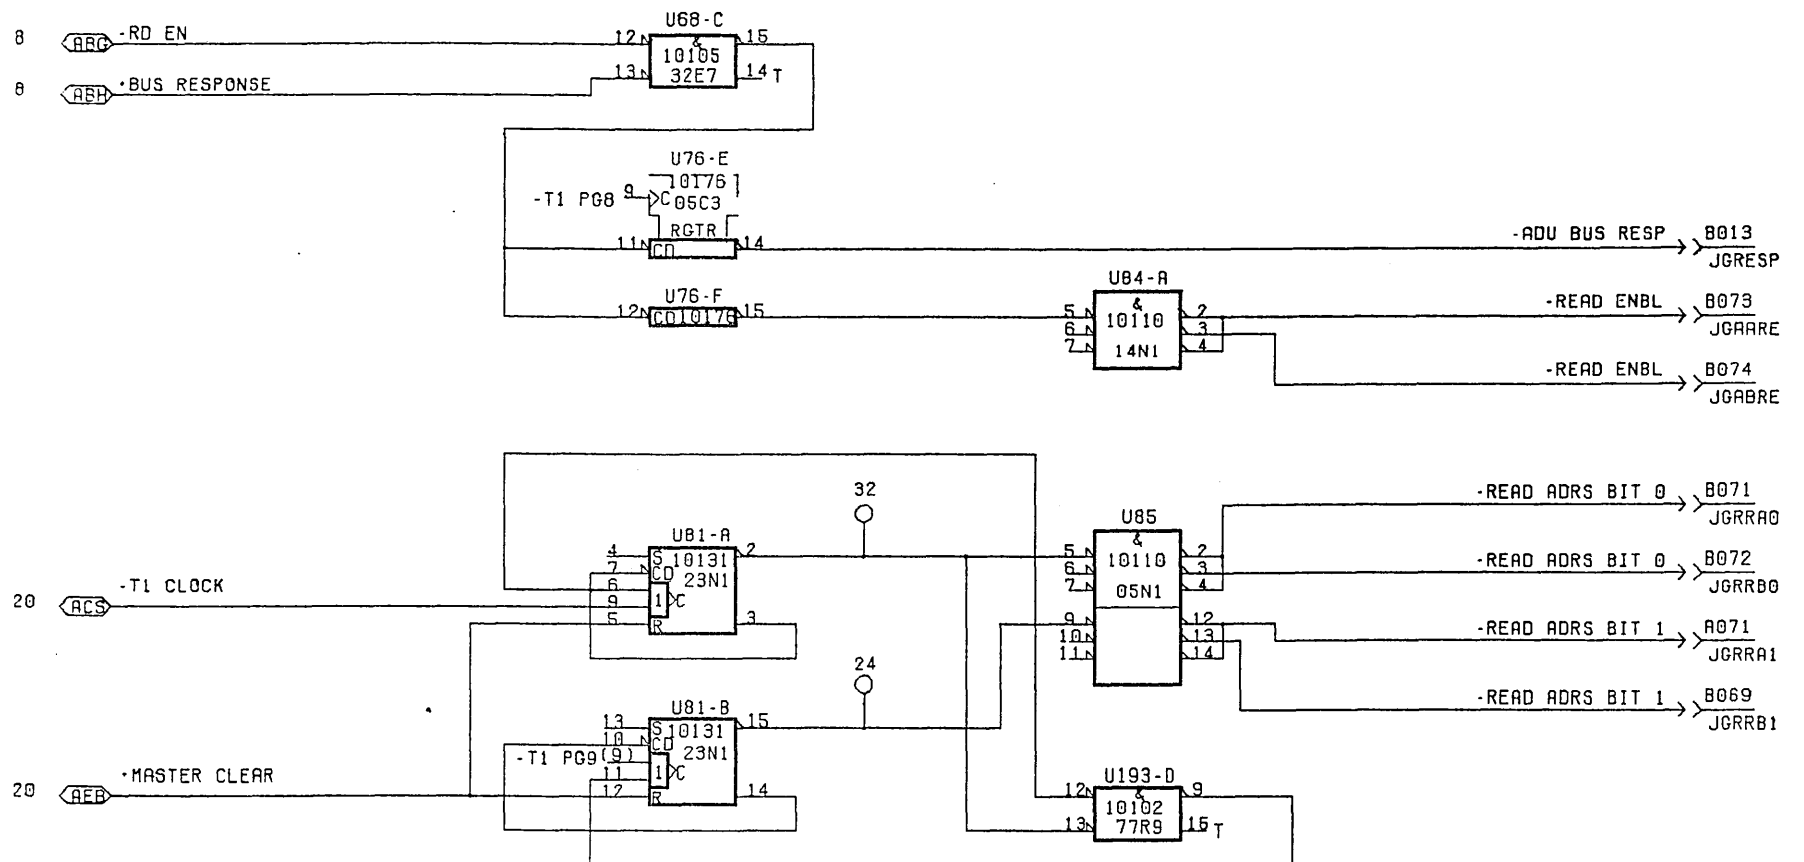 U68-C
8 ABG -RD EN 12 & 15
10105
13 32E7 14 T
8 ABH +BUS RESPONSE
U76-E
10176
-T1 PG8 9 C 05C3
RGTR
11 CD 14 -ADU BUS RESP B013
JGRESP
U84-A
U76-F & -READ ENBL B073
12 CD10176 15 5 10110 2
6 3 JGAARE
7 14N1 4
-READ ENBL B074
JGABRE
32 -READ ADRS BIT 0 B071
JGRRA0
U85
U81-A &
4 S 10131 2 5 10110 2 -READ ADRS BIT 0 B072
7 CD 23N1 6 3
6 7 05N1 4 JGRRB0
-T1 CLOCK
20 ACS 9 1 C
5 R 3 9 12 -READ ADRS BIT 1 A071
10 13
11 14 JGRRA1
24
U81-B -READ ADRS BIT 1 B069
13 S 10131 15 JGRRB1
10 CD 23N1
-T1 PG9(9)
11 1 C
+MASTER CLEAR U193-D
20 AEB 12 R 14 12 & 9
10102
13 77R9 15 T